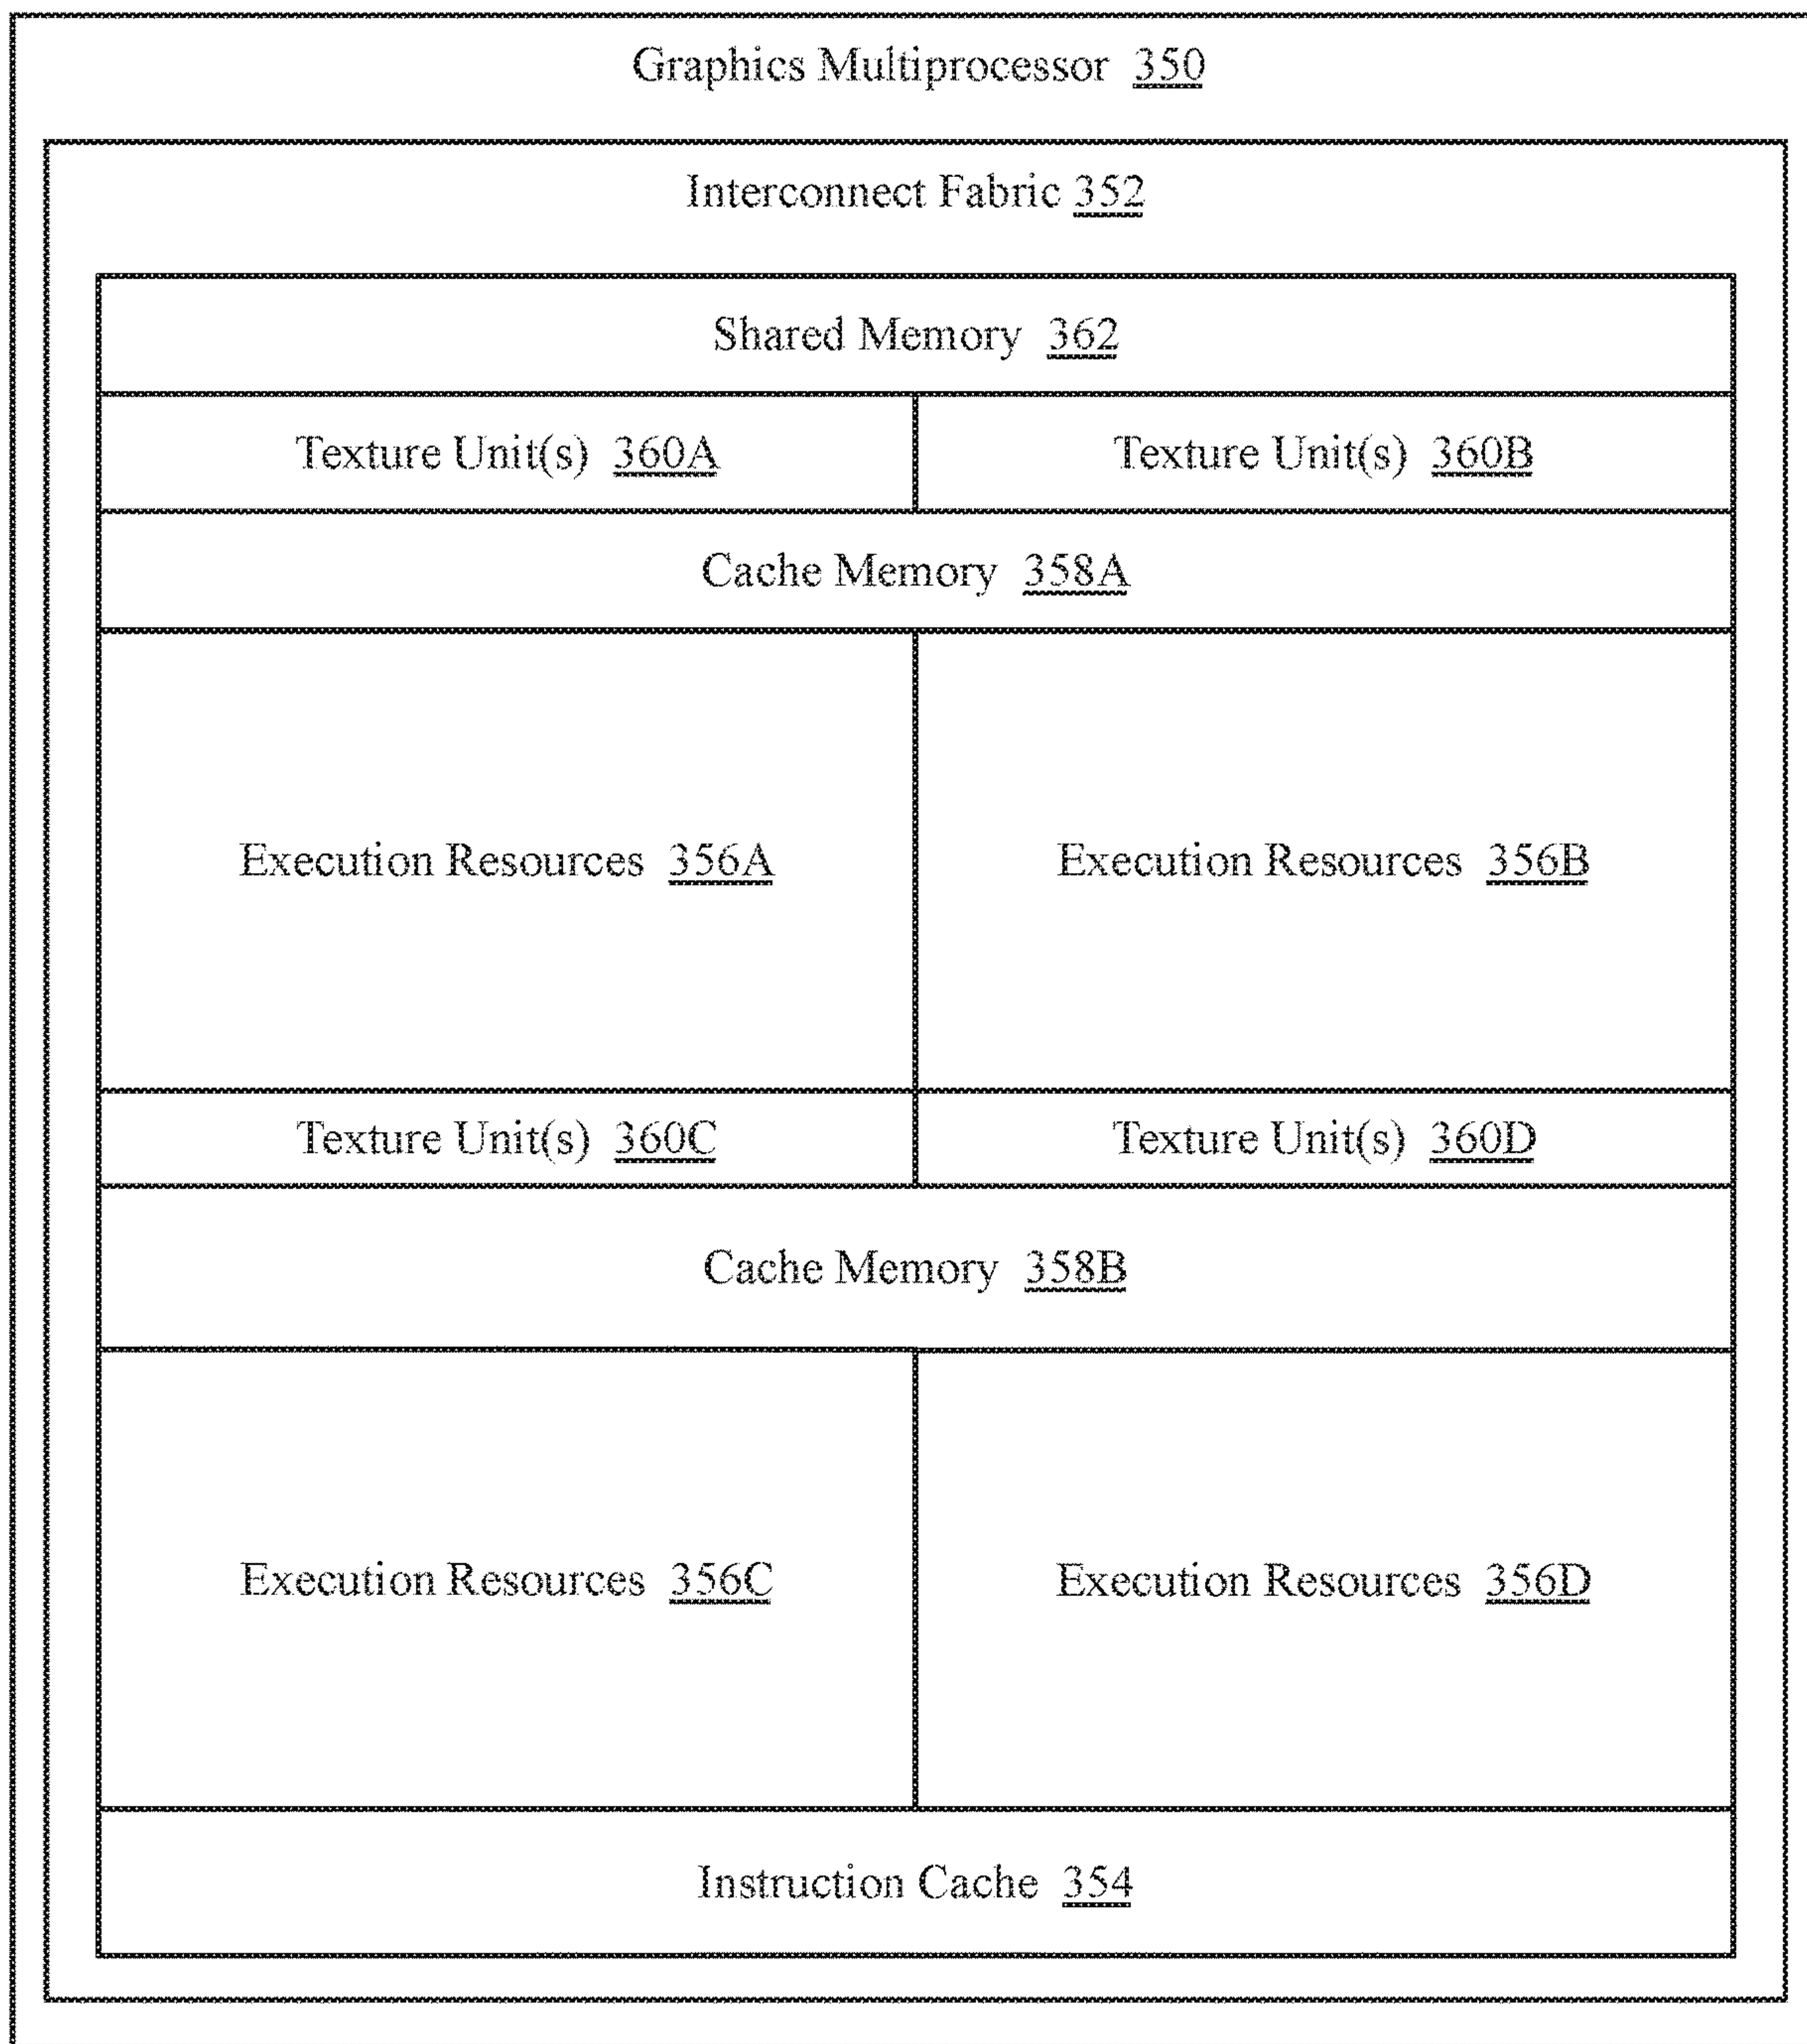 Graphics Multiprocessor 350
Interconnect Fabric 352
Shared Memory 362
Texture Unit(s) 360A
Texture Unit(s) 360B
Cache Memory 358A
Execution Resources 356A
Execution Resources 356B
Texture Unit(s) 360C
Texture Unit(s) 360D
Cache Memory 358B
Execution Resources 356C
Execution Resources 356D
Instruction Cache 354